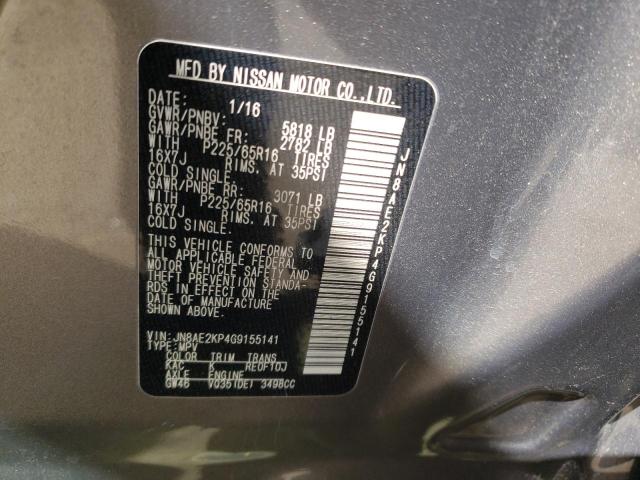 MFD BY NISSAN MOTOR CO.,LTD.
DATE: 1/16
GVWR/PNBV: 5818 LB
GAWR/PNBE FR: 2782 LB
WITH P225/65R16 TIRES
16X7J RIMS. AT 35PSI
COLD SINGLE.
GAWR/PNBE RR: 3071 LB
WITH P225/65R16 TIRES
16X7J RIMS. AT 35PSI
COLD SINGLE.
THIS VEHICLE CONFORMS TO
ALL APPLICABLE FEDERAL
MOTOR VEHICLE SAFETY AND
THEFT PREVENTION STANDA-
RDS IN EFFECT ON THE
DATE OF MANUFACTURE
SHOWN ABOVE.
VIN: JN8AE2KP4G9155141
TYPE: MPV
COLOR TRIM TRANS
KAC K RE0F10J
AXLE ENGINE
GW46 VQ35(DE) 3498CC
JN8AE2KP4G9155141